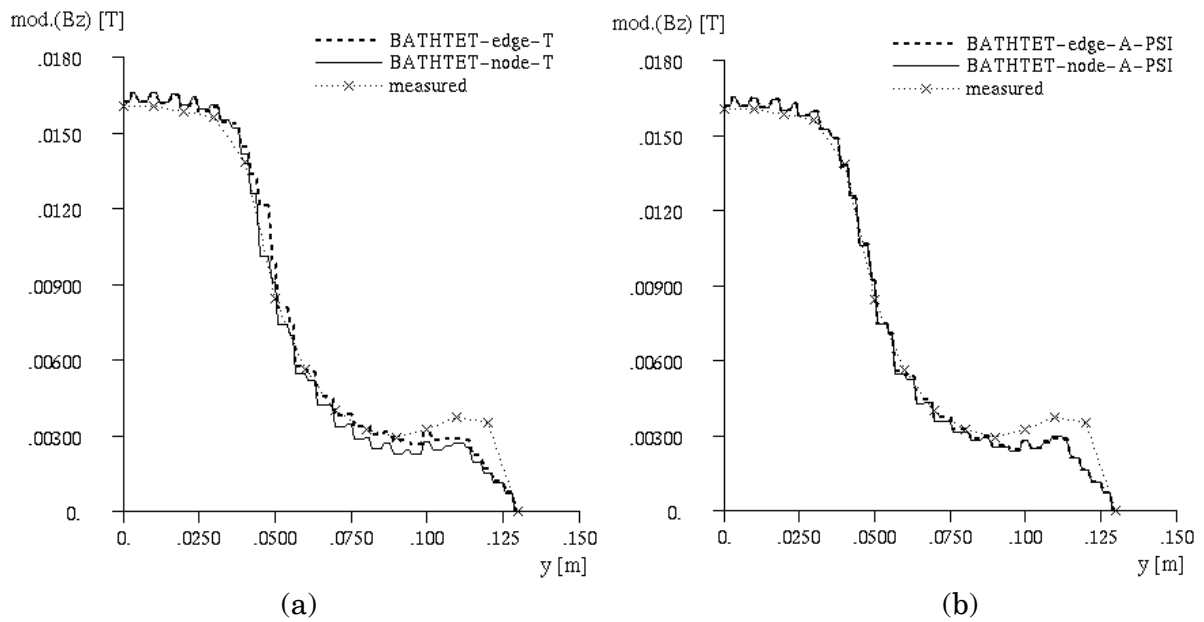 mod.(Bz) [T]
BATHTET-edge-T
BATHTET-node-T
measured
.0180
.0150
.0120
.00900
.00600
.00300
0.
0. .0250 .0500 .0750 .100 .125 .150
y [m]
(a)
mod.(Bz) [T]
BATHTET-edge-A-PSI
BATHTET-node-A-PSI
measured
.0180
.0150
.0120
.00900
.00600
.00300
0.
0. .0250 .0500 .0750 .100 .125 .150
y [m]
(b)